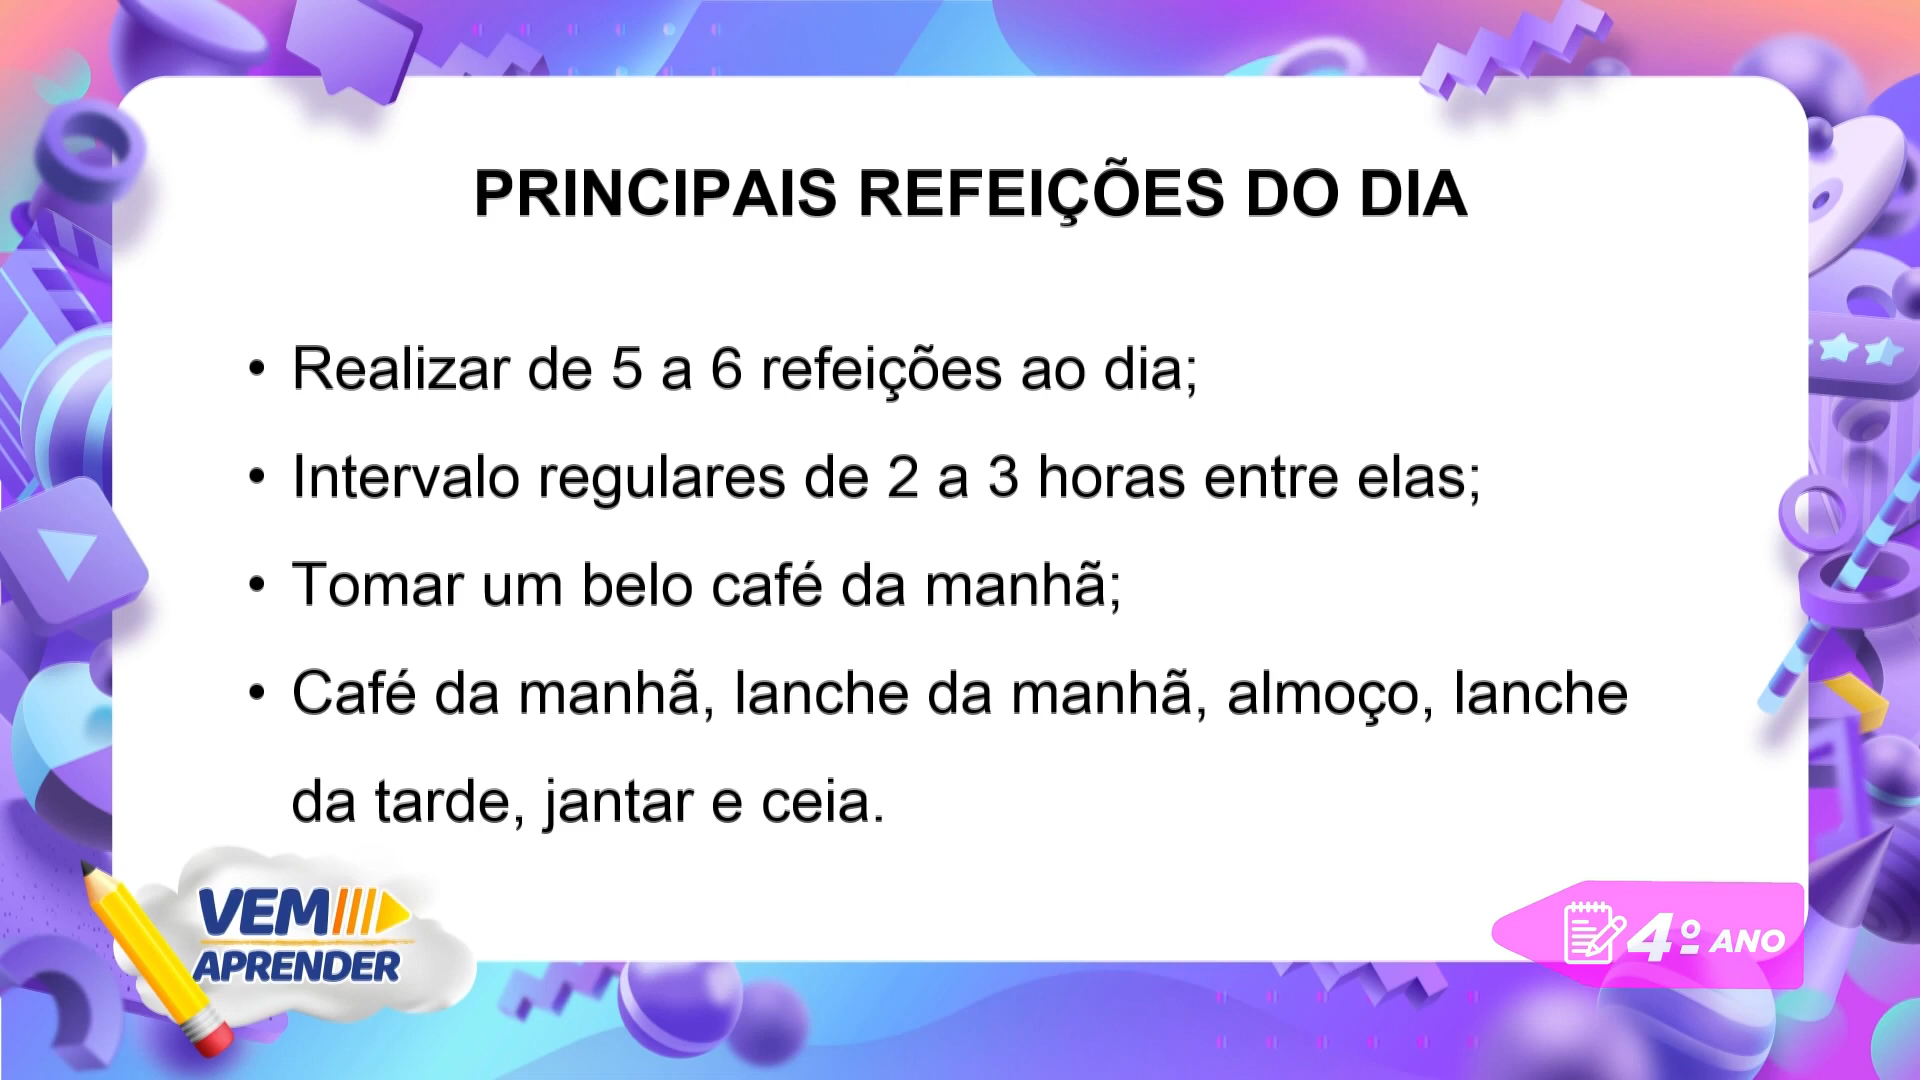 PRINCIPAIS REFEIÇÕES DO DIA
• Realizar de 5 a 6 refeições ao dia;
• Intervalo regulares de 2 a 3 horas entre elas;
• Tomar um belo café da manhã;
• Café da manhã, lanche da manhã, almoço, lanche
da tarde, jantar e ceia.
VEM
APRENDER
4º ANO